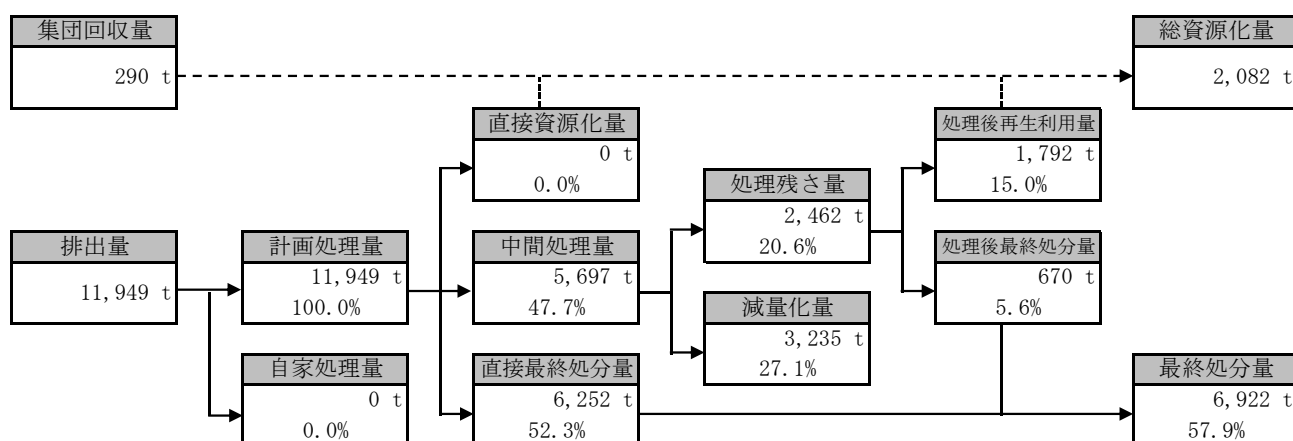 集団回収量
290 t
総資源化量
2,082 t
直接資源化量
0 t
0.0%
処理後再生利用量
1,792 t
15.0%
処理残さ量
2,462 t
20.6%
排出量
11,949 t
計画処理量
11,949 t
100.0%
中間処理量
5,697 t
47.7%
処理後最終処分量
670 t
5.6%
減量化量
3,235 t
27.1%
自家処理量
0 t
0.0%
直接最終処分量
6,252 t
52.3%
最終処分量
6,922 t
57.9%